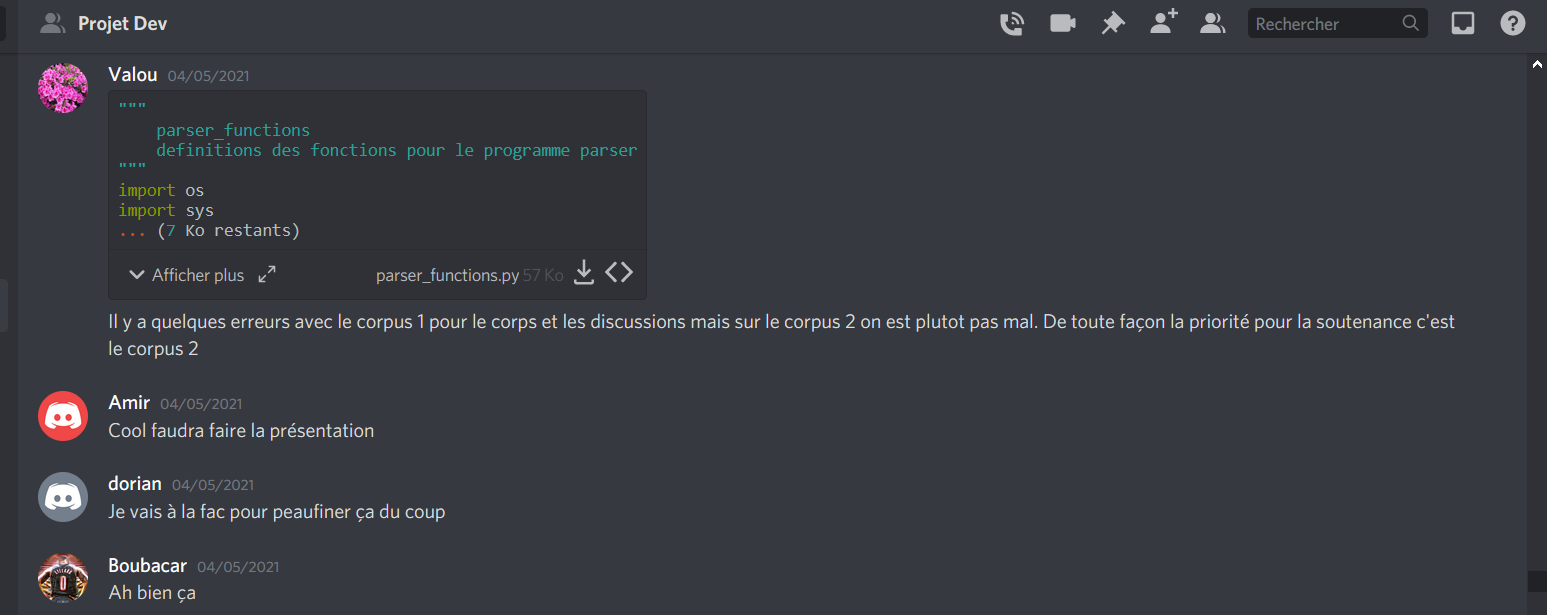 Projet Dev
Rechercher
Valou 04/05/2021
"""
parser_functions
definitions des fonctions pour le programme parser
"""
import os
import sys
... (7 Ko restants)
Afficher plus parser_functions.py 57 Ko
Il y a quelques erreurs avec le corpus 1 pour le corps et les discussions mais sur le corpus 2 on est plutot pas mal. De toute façon la priorité pour la soutenance c'est
le corpus 2
Amir 04/05/2021
Cool faudra faire la présentation
dorian 04/05/2021
Je vais à la fac pour peaufiner ça du coup
Boubacar 04/05/2021
Ah bien ça